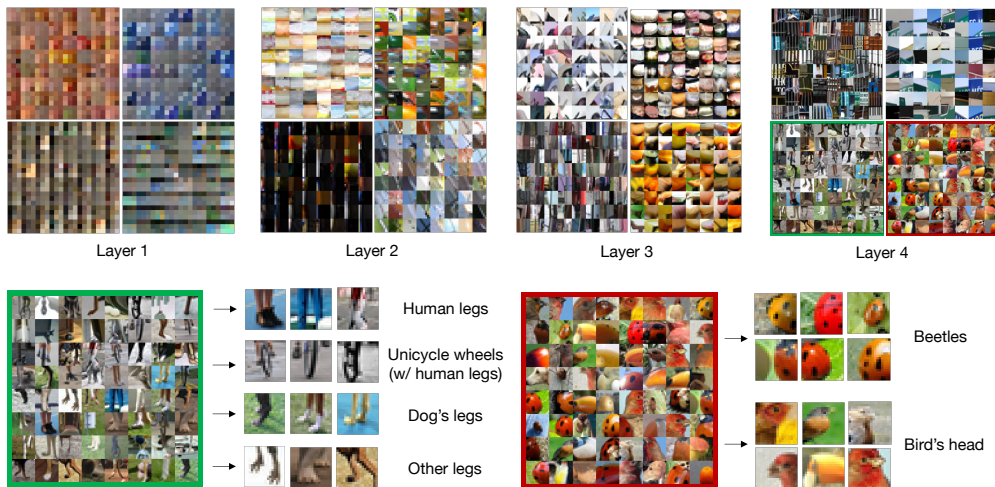 Layer 1
Layer 2
Layer 3
Layer 4
Human legs
Unicycle wheels
(w/ human legs)
Dog's legs
Other legs
Beetles
Bird's head